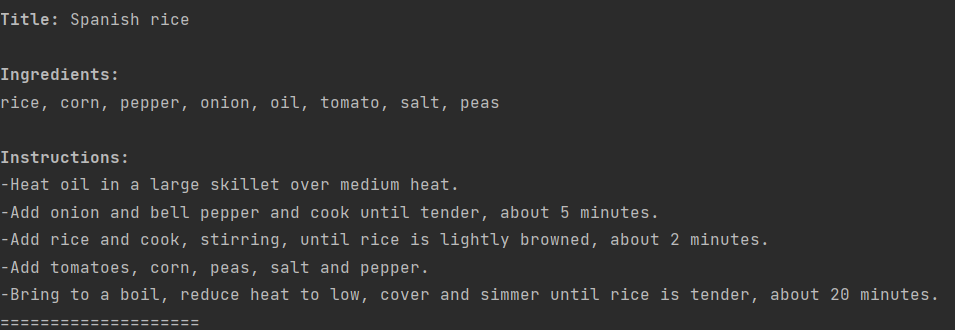 Title: Spanish rice
Ingredients:
rice, corn, pepper, onion, oil, tomato, salt, peas
Instructions:
-Heat oil in a large skillet over medium heat.
-Add onion and bell pepper and cook until tender, about 5 minutes.
-Add rice and cook, stirring, until rice is lightly browned, about 2 minutes.
-Add tomatoes, corn, peas, salt and pepper.
-Bring to a boil, reduce heat to low, cover and simmer until rice is tender, about 20 minutes.
====================